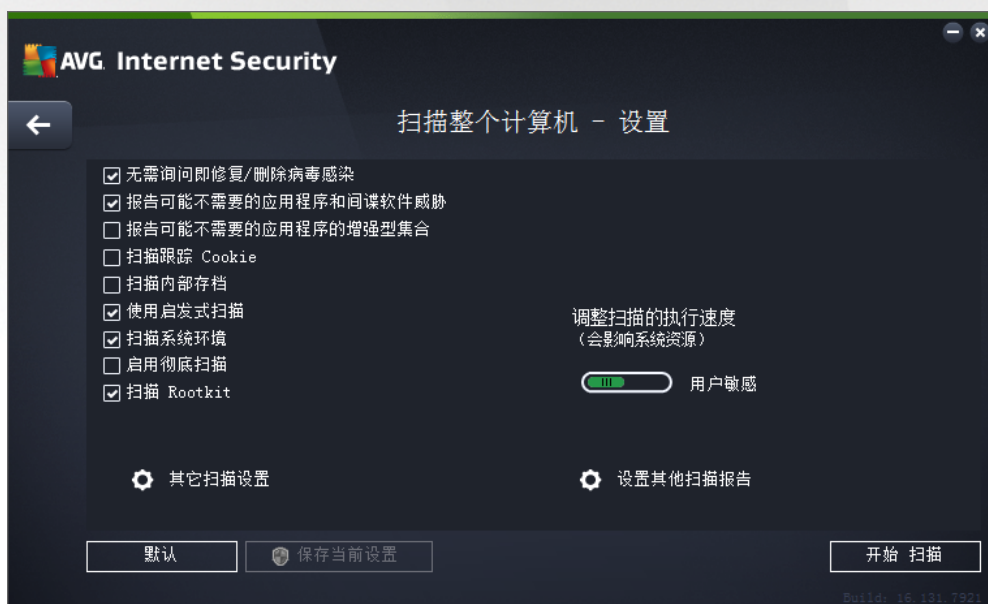 AVG. Internet Security
扫描整个计算机 - 设置
无需询问即修复/删除病毒感染
报告可能不需要的应用程序和间谍软件威胁
报告可能不需要的应用程序的增强型集合
扫描跟踪 Cookie
扫描内部存档
使用启发式扫描
扫描系统环境
启用彻底扫描
扫描 Rootkit
调整扫描的执行速度
(会影响系统资源)
用户敏感
其它扫描设置
设置其他扫描报告
默认
保存当前设置
开始 扫描
Build: 16.131.7921